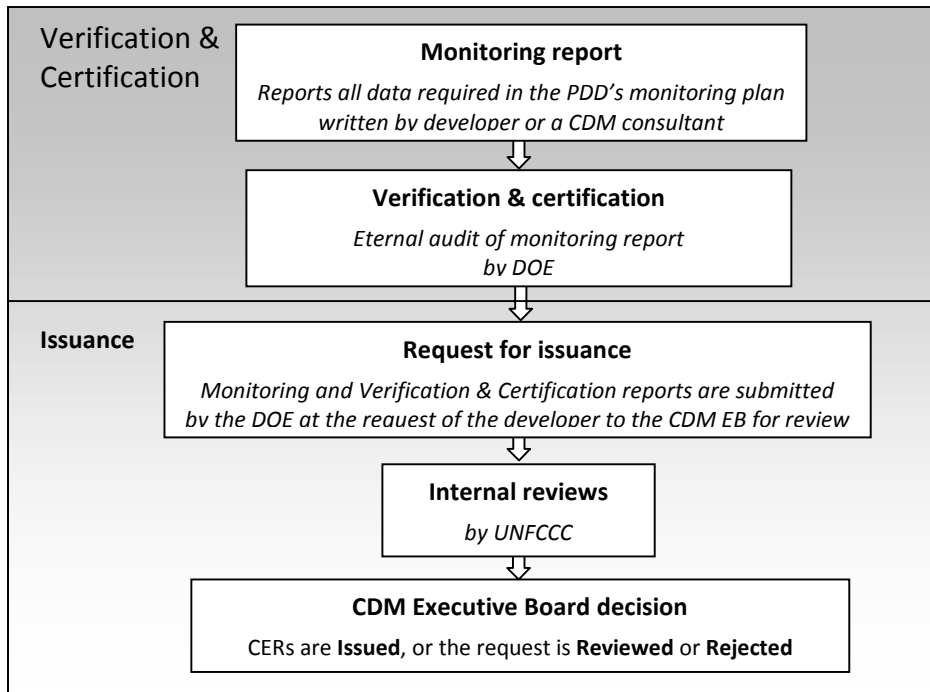 Verification &
Certification
Monitoring report
Reports all data required in the PDD's monitoring plan
written by developer or a CDM consultant
Verification & certification
Eternal audit of monitoring report
by DOE
Issuance
Request for issuance
Monitoring and Verification & Certification reports are submitted
by the DOE at the request of the developer to the CDM EB for review
Internal reviews
by UNFCCC
CDM Executive Board decision
CERs are Issued, or the request is Reviewed or Rejected